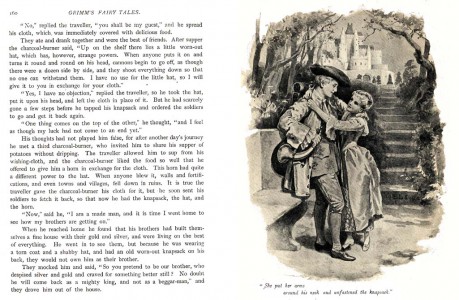 160 GRIMM'S FAIRY TALES.
"No," replied the traveller, "you shall be my guest," and he spread
his cloth, which was immediately covered with delicious food.
They ate and drank together and were the best of friends. After supper
the charcoal-burner said, "Up on the shelf there lies a little worn-out
hat, which has, however, strange powers. When anyone puts it on and
turns it round and round on his head, cannons begin to go off, as though
there were a dozen side by side, and they shoot everything down so that
no one can withstand them. I have no use for the little hat, so I will
give it to you in exchange for your cloth."
"Yes, I have no objection," replied the traveller, so he took the hat,
put it upon his head, and left the cloth in place of it. But he had scarcely
gone a few steps before he tapped his knapsack and ordered the soldiers
to go and get it back again.
"One thing comes on the top of the other," he thought, "and I feel
as though my luck had not come to an end yet."
His thoughts had not played him false, for after another day's journey
he met a third charcoal-burner, who invited him to share his supper of
potatoes without dripping. The traveller allowed him to sup from his
wishing-cloth, and the charcoal-burner liked the food so well that he
offered to give him a horn in exchange for the cloth. This horn had quite
a different power to the hat. When anyone blew it, walls and fortifi-
cations, and even towns and villages, fell down in ruins. It is true the
traveller gave the charcoal-burner his cloth for it, but he soon sent his
soldiers to fetch it back, so that now he had the knapsack, the hat, and
the horn.
"Now," said he, "I am a made man, and it is time I went home to
see how my brothers are getting on."
When he reached home he found that his brothers had built them-
selves a fine house with their gold and silver, and were living on the best
of everything. He went in to see them, but because he was wearing
a torn coat and a shabby hat, and had an old worn-out knapsack on his
back, they would not own him as their brother.
They mocked him and said, "So you pretend to be our brother, who
despised silver and gold and craved for something better still? No doubt
he will come back as a mighty king, and not as a beggar-man," and
they drove him out of the house.
"She put her arms
around his neck and unfastened the knapsack."